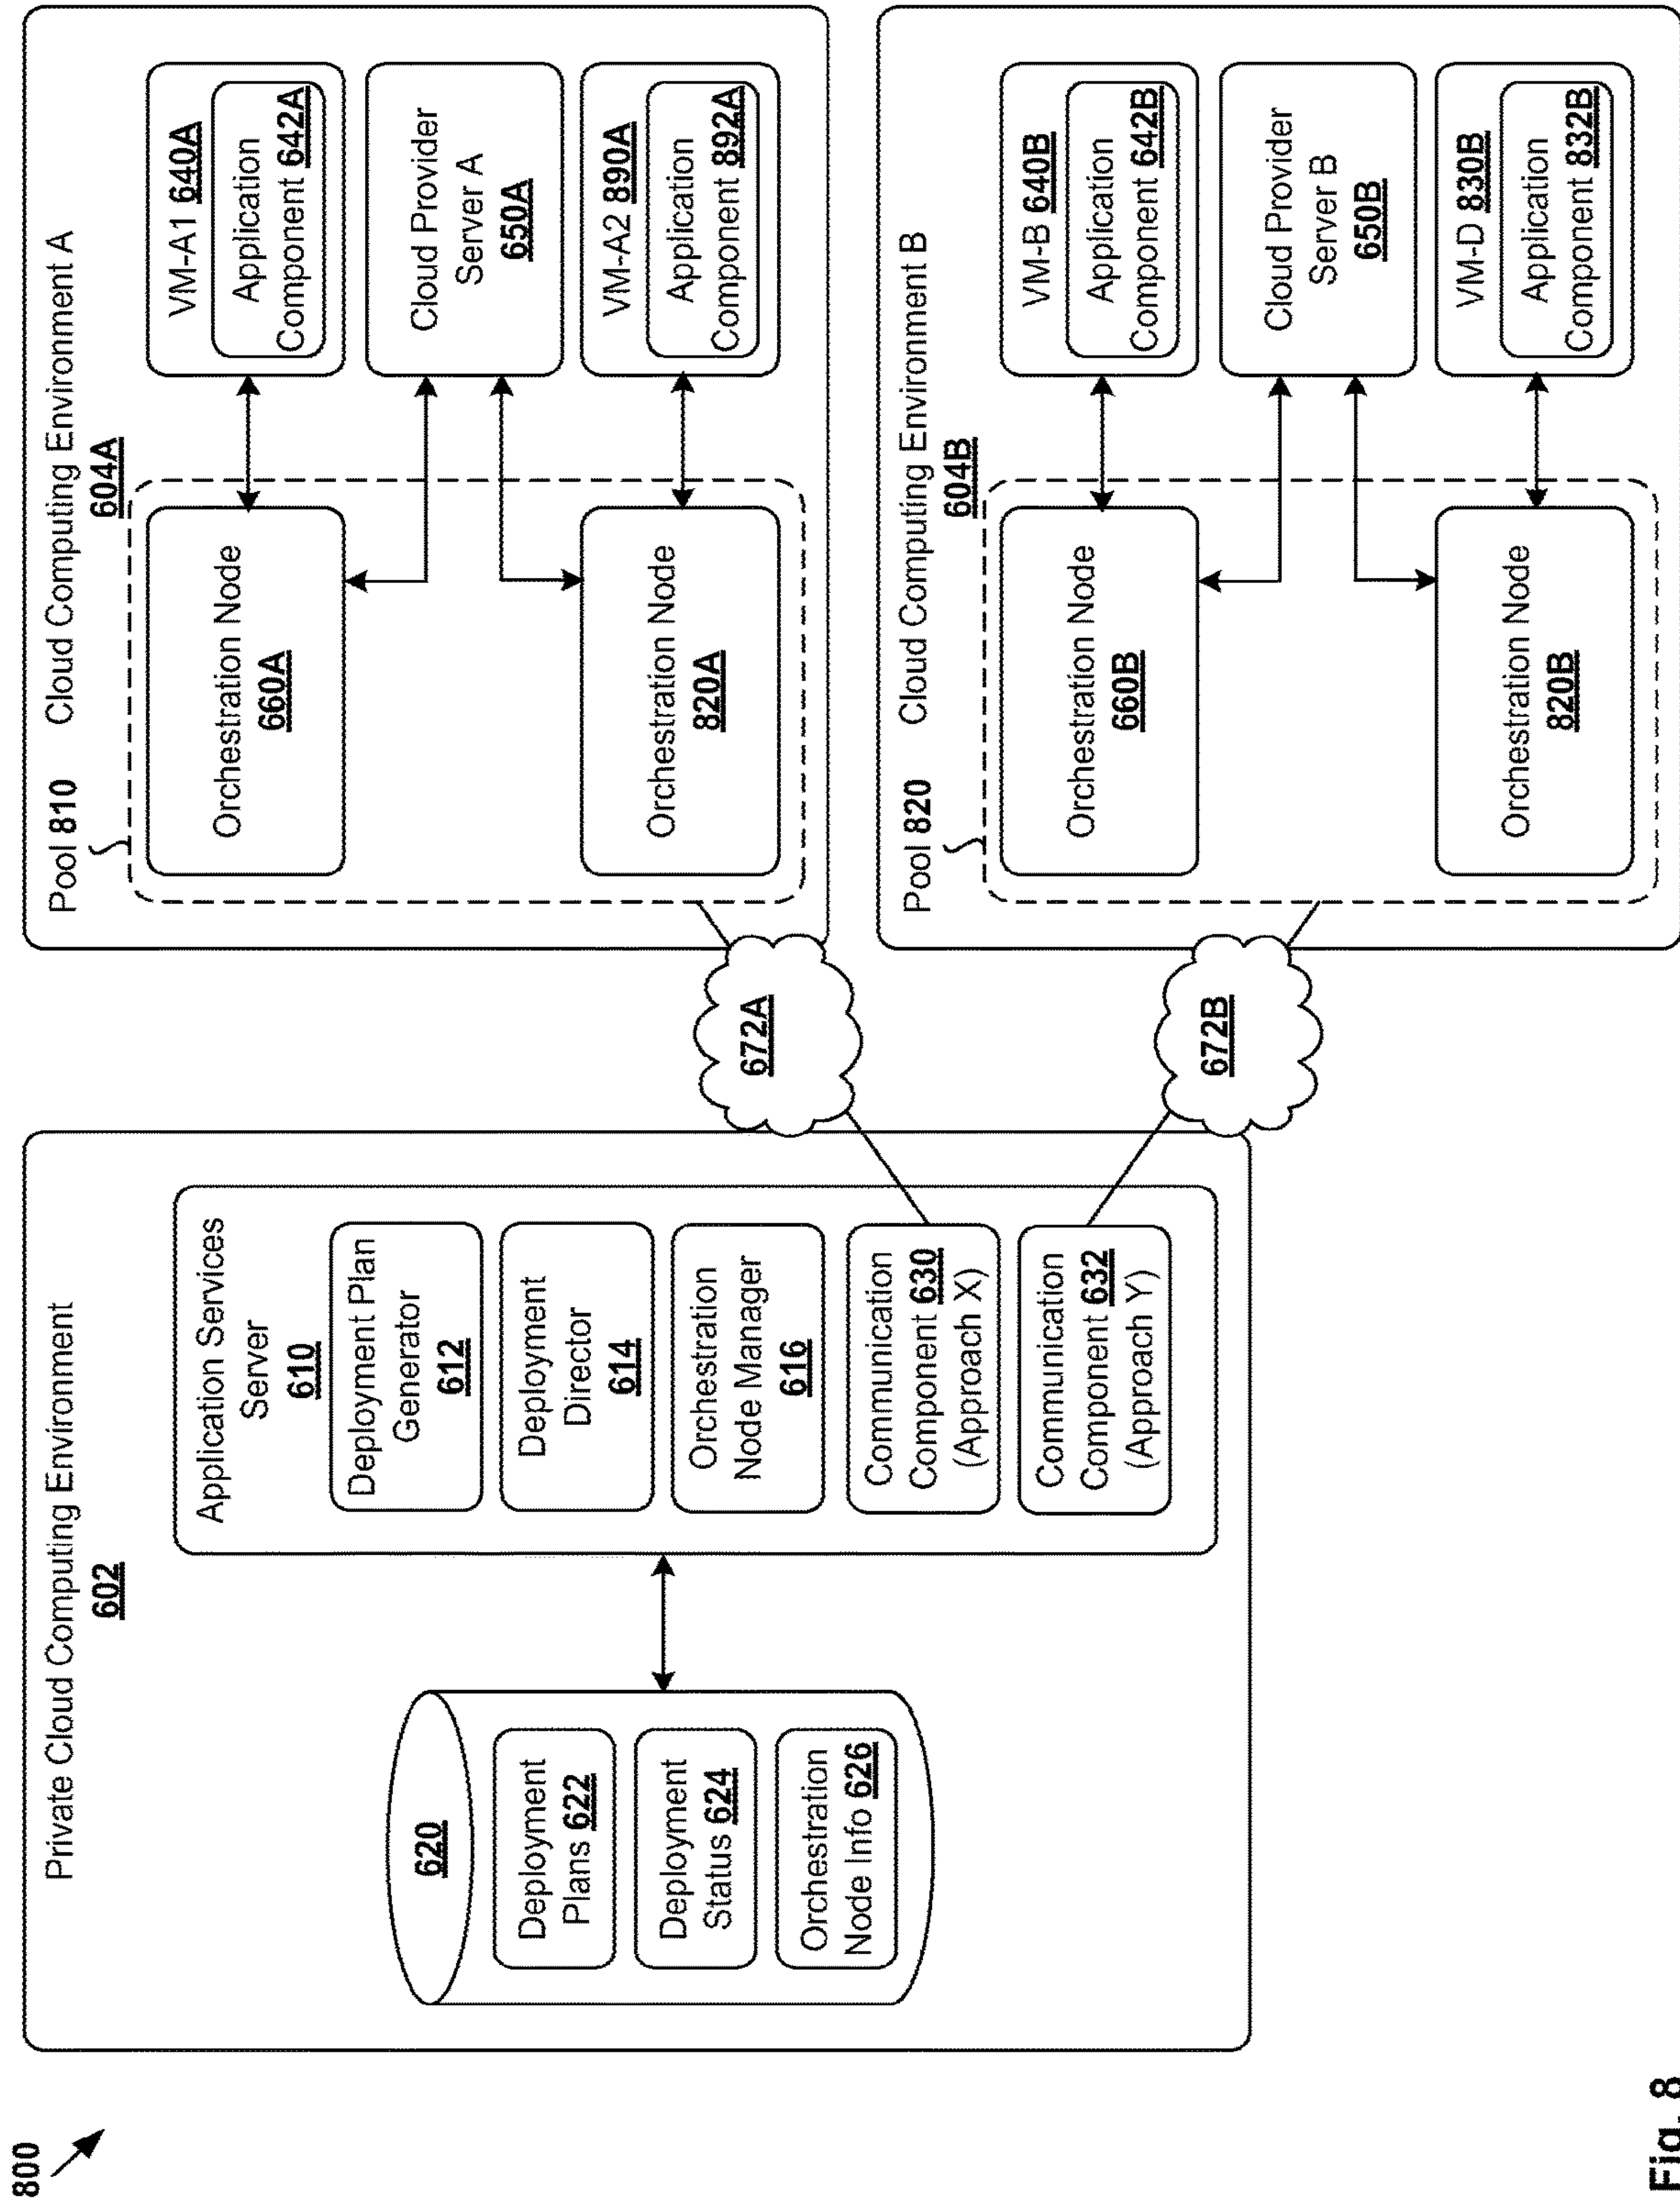 800
Private Cloud Computing Environment
602
620
Deployment
Plans 622
Deployment
Status 624
Orchestration
Node Info 626
Application Services
Server
610
Deployment Plan
Generator
612
Deployment
Director
614
Orchestration
Node Manager
616
Communication
Component 630
(Approach X)
Communication
Component 632
(Approach Y)
672A
672B
Pool 810
Cloud Computing Environment A
604A
Orchestration Node
660A
Orchestration Node
820A
VM-A1 640A
Application
Component 642A
Cloud Provider
Server A
650A
VM-A2 890A
Application
Component 892A
Pool 820
Cloud Computing Environment B
604B
Orchestration Node
660B
Orchestration Node
820B
VM-B 640B
Application
Component 642B
Cloud Provider
Server B
650B
VM-D 830B
Application
Component 832B
Fig. 8